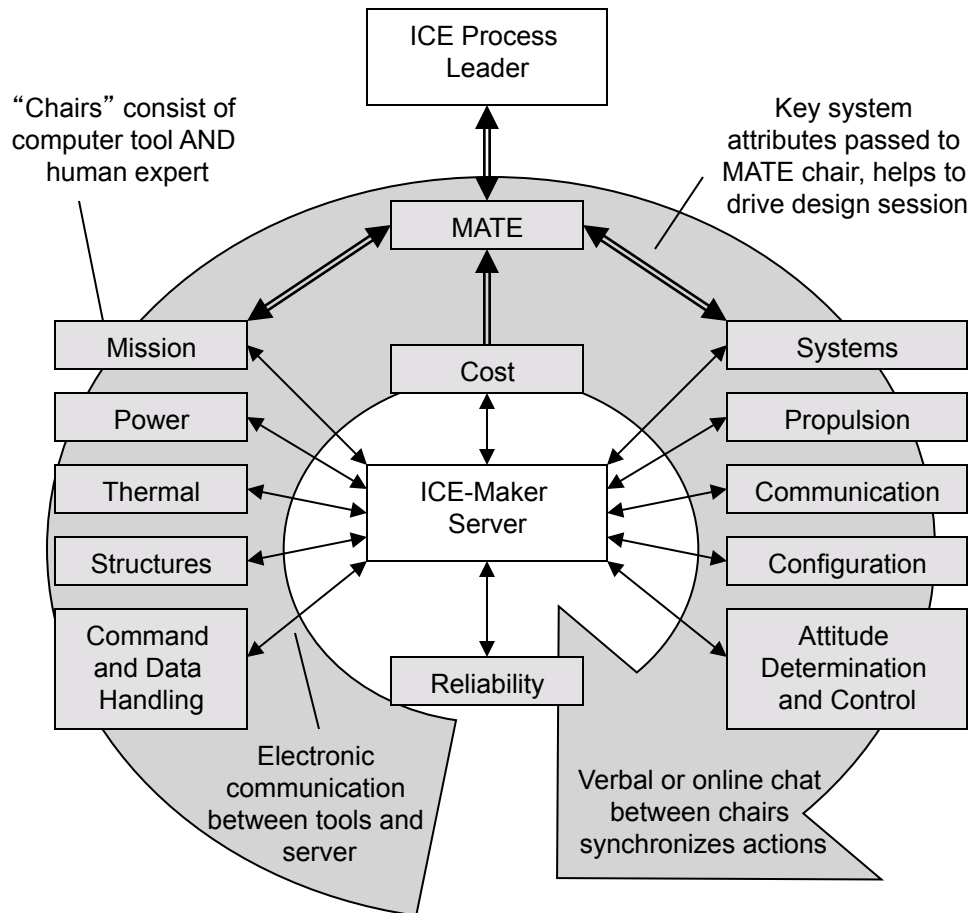 ICE Process
Leader
“Chairs” consist of
computer tool AND
human expert
Key system
attributes passed to
MATE chair, helps to
drive design session
MATE
Mission
Cost
Systems
Power
Propulsion
Thermal
ICE-Maker
Server
Communication
Structures
Configuration
Command
and Data
Handling
Reliability
Attitude
Determination
and Control
Electronic
communication
between tools and
server
Verbal or online chat
between chairs
synchronizes actions